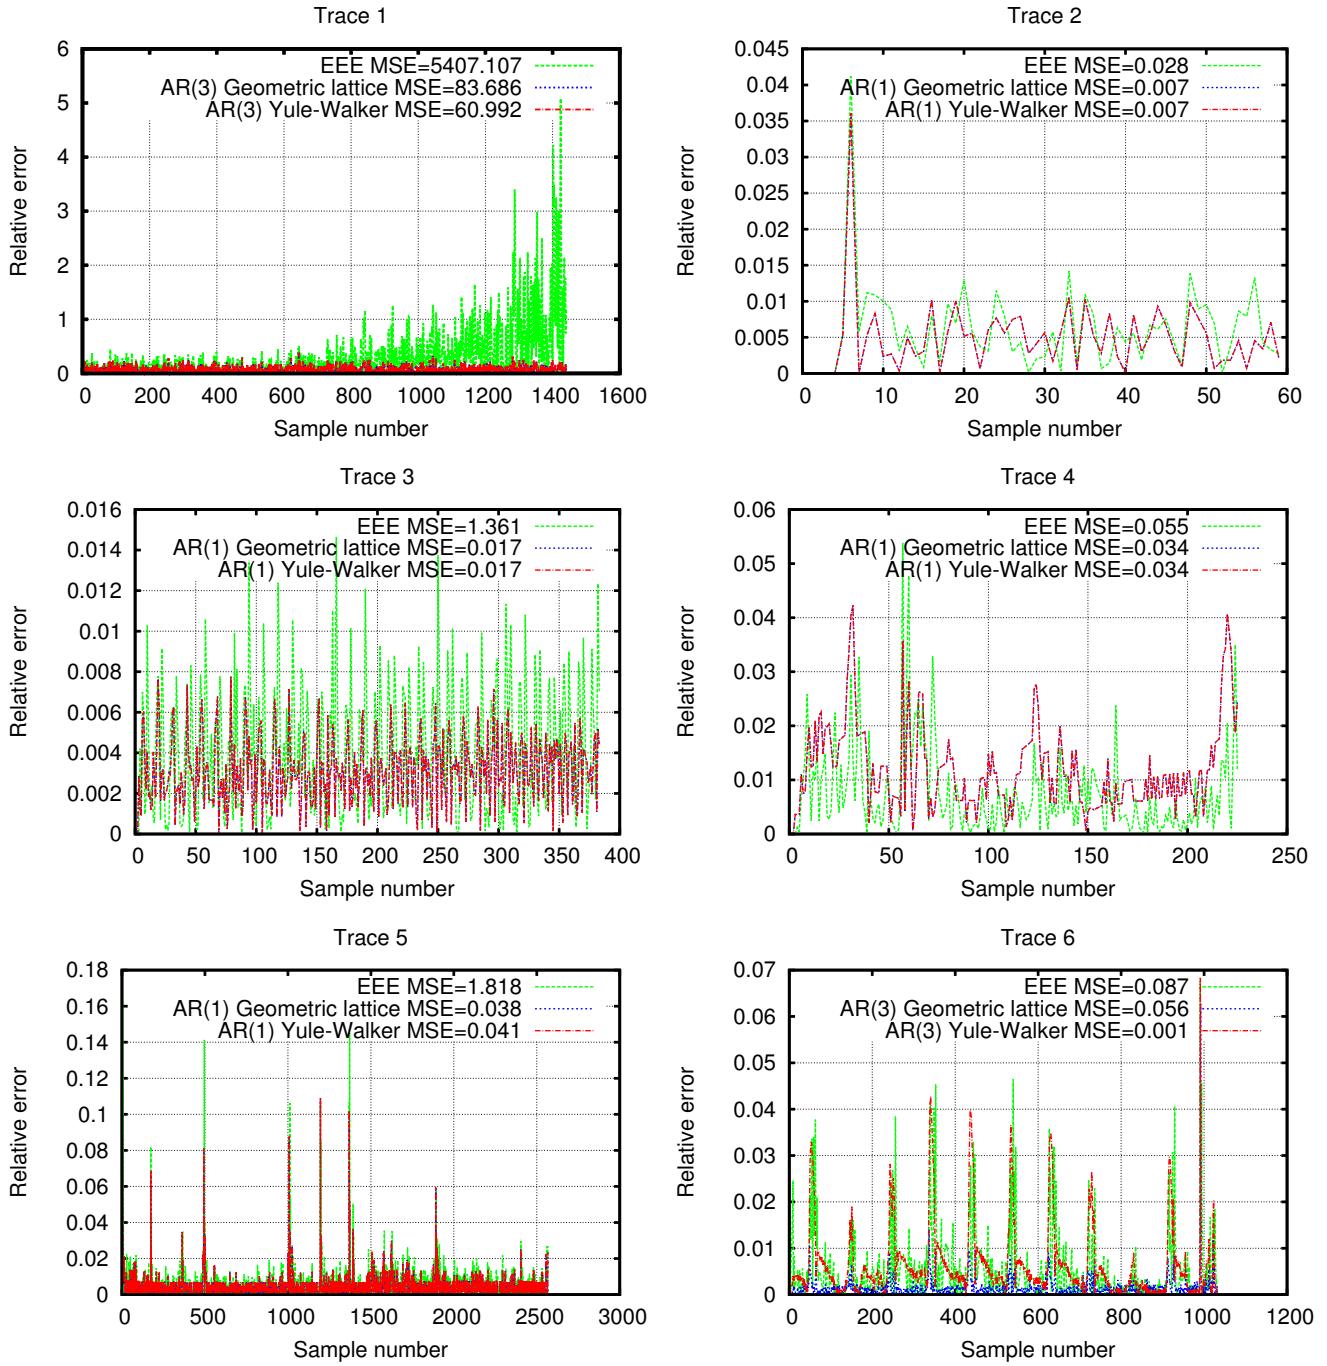 Trace 1
6
5
4
3
2
1
0
Relative error
EEE MSE=5407.107
AR(3) Geometric lattice MSE=83.686
AR(3) Yule-Walker MSE=60.992
0 200 400 600 800 1000 1200 1400 1600
Sample number
Trace 2
0.045
0.04
0.035
0.03
0.025
0.02
0.015
0.01
0.005
0
Relative error
EEE MSE=0.028
AR(1) Geometric lattice MSE=0.007
AR(1) Yule-Walker MSE=0.007
0 10 20 30 40 50 60
Sample number
Trace 3
0.016
0.014
0.012
0.01
0.008
0.006
0.004
0.002
0
Relative error
EEE MSE=1.361
AR(1) Geometric lattice MSE=0.017
AR(1) Yule-Walker MSE=0.017
0 50 100 150 200 250 300 350 400
Sample number
Trace 4
0.06
0.05
0.04
0.03
0.02
0.01
0
Relative error
EEE MSE=0.055
AR(1) Geometric lattice MSE=0.034
AR(1) Yule-Walker MSE=0.034
0 50 100 150 200 250
Sample number
Trace 5
0.18
0.16
0.14
0.12
0.1
0.08
0.06
0.04
0.02
0
Relative error
EEE MSE=1.818
AR(1) Geometric lattice MSE=0.038
AR(1) Yule-Walker MSE=0.041
0 500 1000 1500 2000 2500 3000
Sample number
Trace 6
0.07
0.06
0.05
0.04
0.03
0.02
0.01
0
Relative error
EEE MSE=0.087
AR(3) Geometric lattice MSE=0.056
AR(3) Yule-Walker MSE=0.001
0 200 400 600 800 1000 1200
Sample number